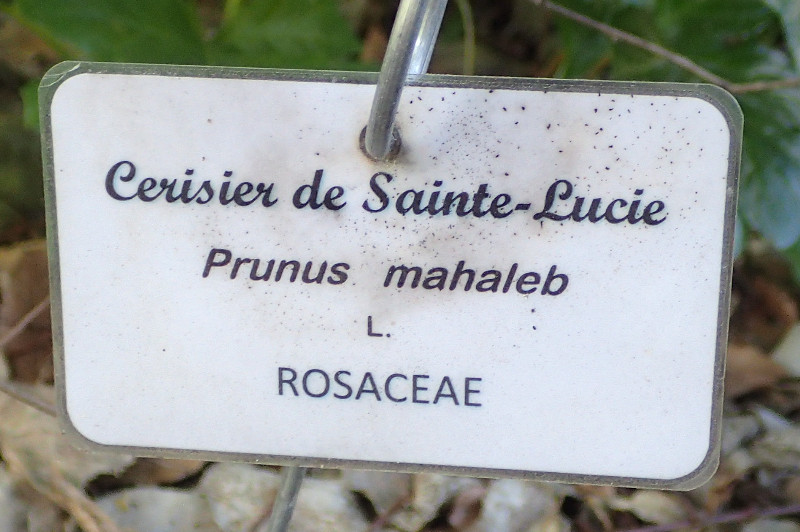 Cerisier de Sainte-Lucie
Prunus mahaleb
L.
ROSACEAE